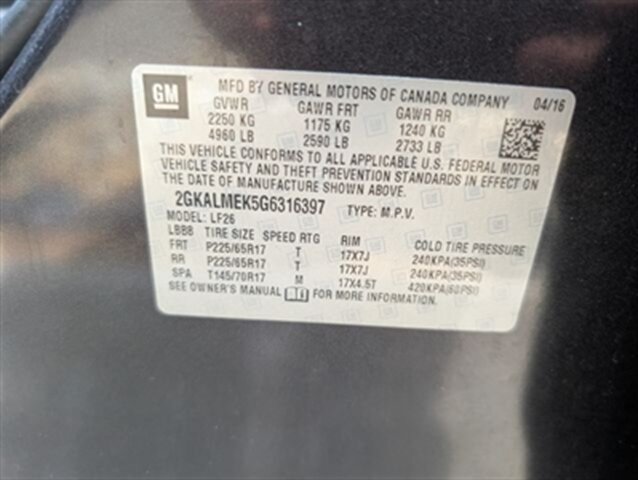 GM
MFD BY GENERAL MOTORS OF CANADA COMPANY 04/16
GVWR GAWR FRT GAWR RR
2250 KG 1175 KG 1240 KG
4960 LB 2590 LB 2733 LB
THIS VEHICLE CONFORMS TO ALL APPLICABLE U.S. FEDERAL MOTOR
VEHICLE SAFETY AND THEFT PREVENTION STANDARDS IN EFFECT ON
THE DATE OF MANUFACTURE SHOWN ABOVE.
2GKALMEK5G6316397 TYPE: M.P.V.
MODEL: LF26
LBBB TIRE SIZE SPEED RTG RIM COLD TIRE PRESSURE
FRT P225/65R17 T 17X7J 240KPA(35PSI)
RR P225/65R17 T 17X7J 240KPA(35PSI)
SPA T145/70R17 M 17X4.5T 420KPA(60PSI)
SEE OWNER'S MANUAL FOR MORE INFORMATION.